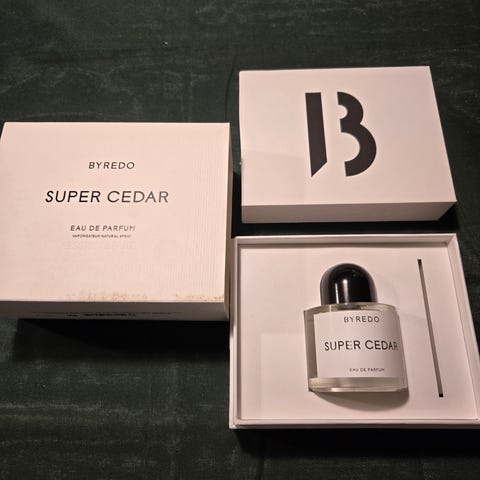 BYREDO
SUPER CEDAR
EAU DE PARFUM
VAPORISATEUR NATURAL SPRAY
B
BYREDO
SUPER CEDAR
EAU DE PARFUM